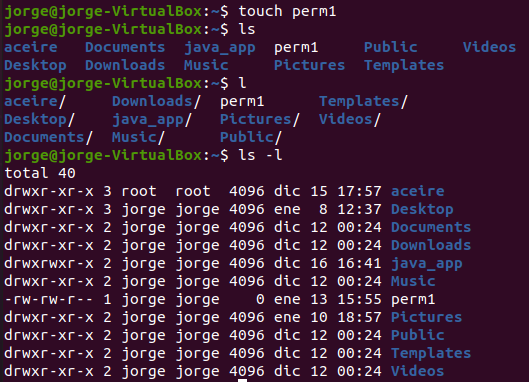 jorge@jorge-VirtualBox:~$ touch perm1
jorge@jorge-VirtualBox:~$ ls
aceire   Documents  java_app  perm1     Public     Videos
Desktop  Downloads  Music     Pictures  Templates
jorge@jorge-VirtualBox:~$ l
aceire/     Downloads/  perm1      Templates/
Desktop/    java_app/   Pictures/  Videos/
Documents/  Music/      Public/
jorge@jorge-VirtualBox:~$ ls -l
total 40
drwxr-xr-x 3 root  root  4096 dic 15 17:57 aceire
drwxr-xr-x 3 jorge jorge 4096 ene  8 12:37 Desktop
drwxr-xr-x 2 jorge jorge 4096 dic 12 00:24 Documents
drwxr-xr-x 2 jorge jorge 4096 dic 12 00:24 Downloads
drwxrwxr-x 2 jorge jorge 4096 dic 16 16:41 java_app
drwxr-xr-x 2 jorge jorge 4096 dic 12 00:24 Music
-rw-rw-r-- 1 jorge jorge    0 ene 13 15:55 perm1
drwxr-xr-x 2 jorge jorge 4096 ene 10 18:57 Pictures
drwxr-xr-x 2 jorge jorge 4096 dic 12 00:24 Public
drwxr-xr-x 2 jorge jorge 4096 dic 12 00:24 Templates
drwxr-xr-x 2 jorge jorge 4096 dic 12 00:24 Videos